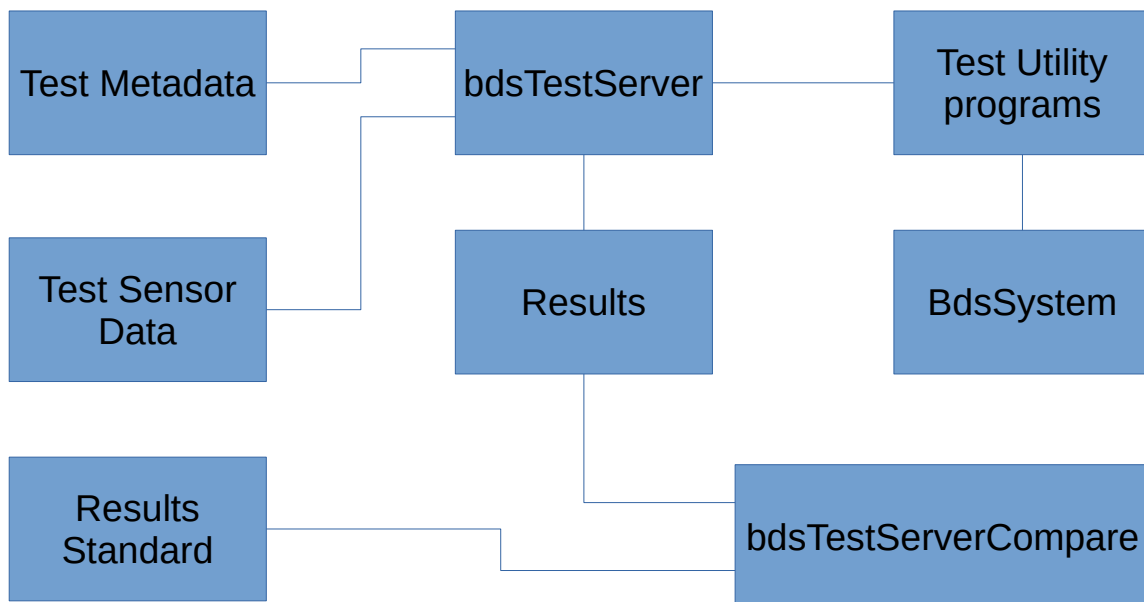 Test Metadata
bdsTestServer
Test Utility
programs
Test Sensor
Data
Results
BdsSystem
Results
Standard
bdsTestServerCompare